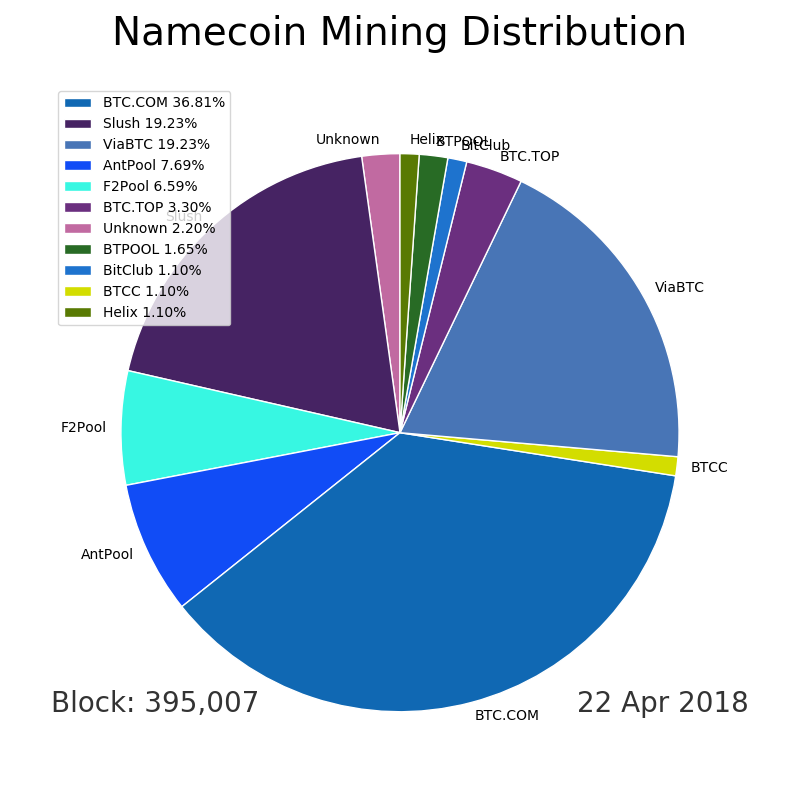 Namecoin Mining Distribution
BTC.COM 36.81%
Slush 19.23%
ViaBTC 19.23%
AntPool 7.69%
F2Pool 6.59%
BTC.TOP 3.30%
Unknown 2.20%
BTPOOL 1.65%
BitClub 1.10%
BTCC 1.10%
Helix 1.10%
Unknown
Helix
BTPOOL
BitClub
BTC.TOP
Slush
ViaBTC
F2Pool
BTCC
AntPool
BTC.COM
Block: 395,007
22 Apr 2018